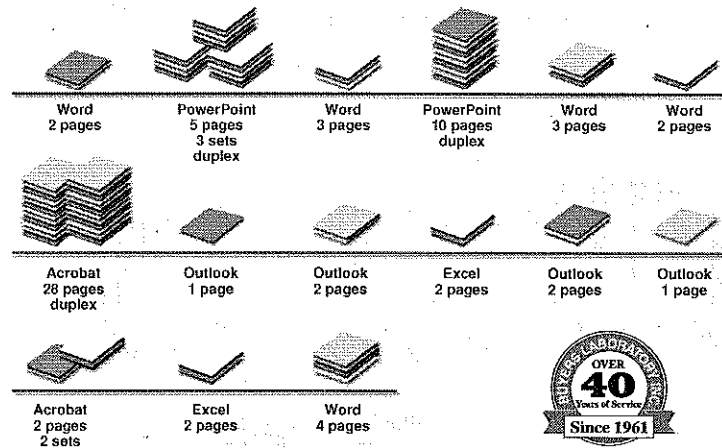 Word
2 pages
PowerPoint
5 pages
3 sets
duplex
Word
3 pages
PowerPoint
10 pages
duplex
Word
3 pages
Word
2 pages
Acrobat
28 pages
duplex
Outlook
1 page
Outlook
2 pages
Excel
2 pages
Outlook
2 pages
Outlook
1 page
Acrobat
2 pages
2 sets
Excel
2 pages
Word
4 pages
BUYERS LABORATORY
OVER
40
Years of Service
Since 1961